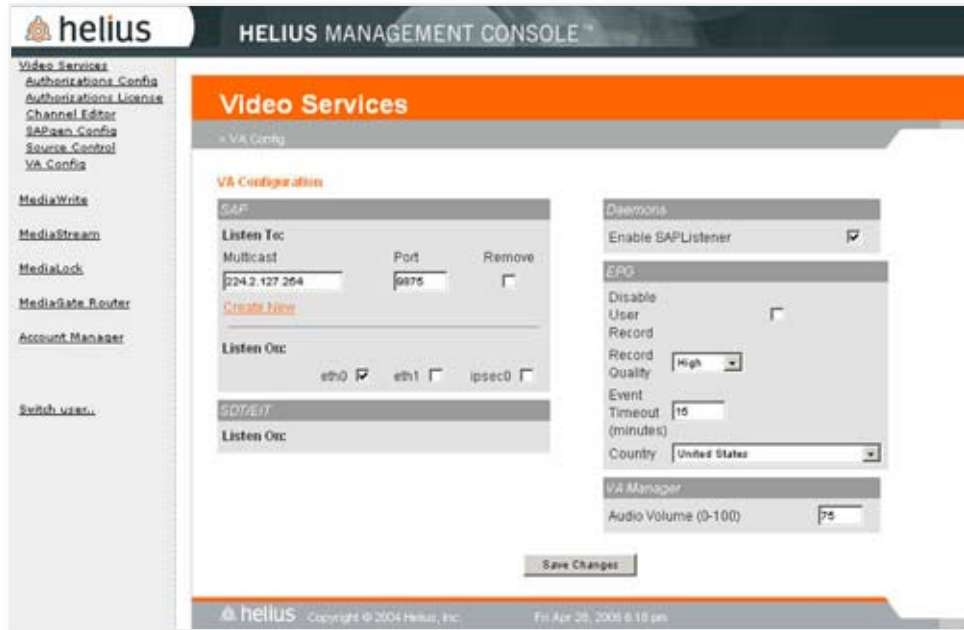 helius
HELIUS MANAGEMENT CONSOLE™
Video Services
Authorizations Config
Authorizations License
Channel Editor
SAPgen Config
Source Control
VA Config
MediaWrite
MediaStream
MediaLock
MediaGate Router
Account Manager
Switch user..
Video Services
» VA Config
VA Configuration
SAP
Listen To:
Multicast Port Remove
224.2.127.254 9875
Create New
Listen On:
eth0 eth1 ipsec0
SDT/EIT
Listen On:
Daemons
Enable SAPListener
EPG
Disable
User
Record
Record
Quality High
Event
Timeout 15
(minutes)
Country United States
VA Manager
Audio Volume (0-100) 75
Save Changes
helius Copyright © 2004 Helius, Inc. Fri Apr 28, 2006 6:18 pm